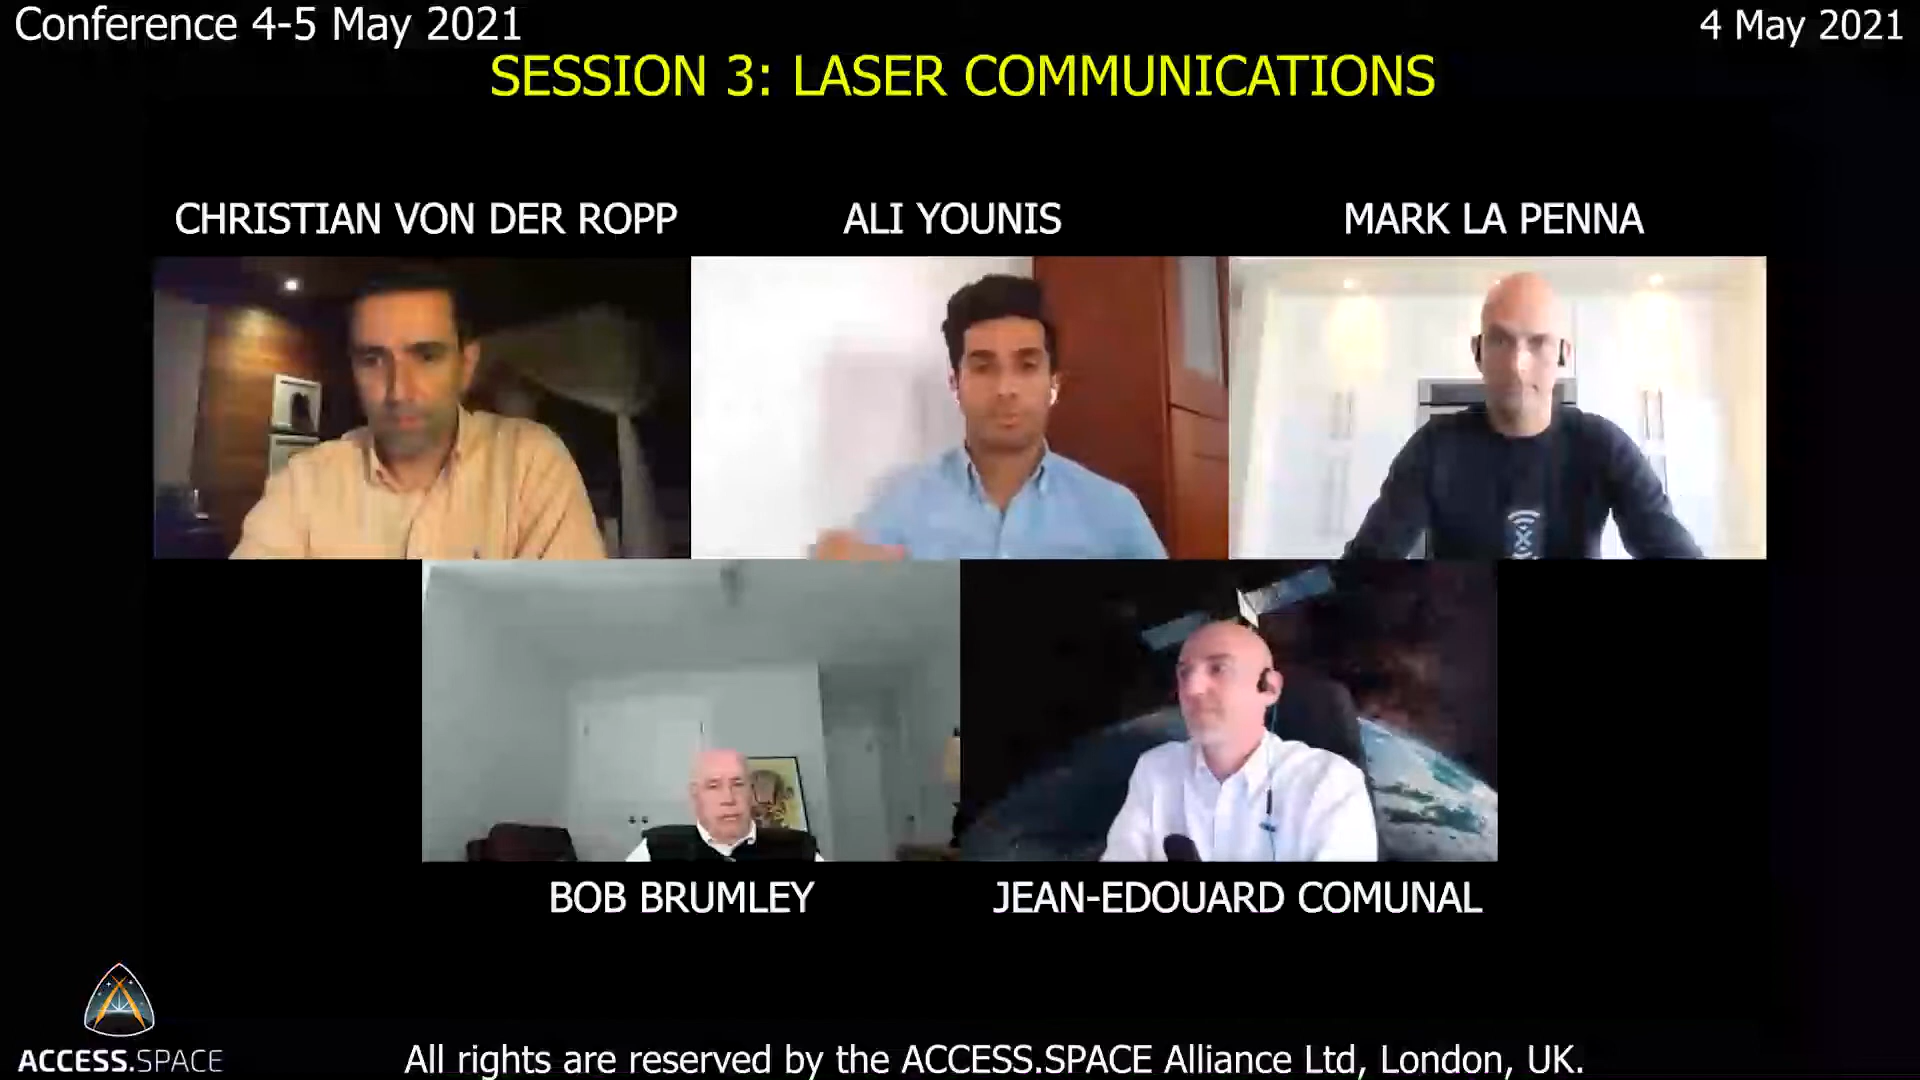 Conference 4-5 May 2021
4 May 2021
SESSION 3: LASER COMMUNICATIONS
CHRISTIAN VON DER ROPP
ALI YOUNIS
MARK LA PENNA
BOB BRUMLEY
JEAN-EDOUARD COMUNAL
ACCESS.SPACE
All rights are reserved by the ACCESS.SPACE Alliance Ltd, London, UK.